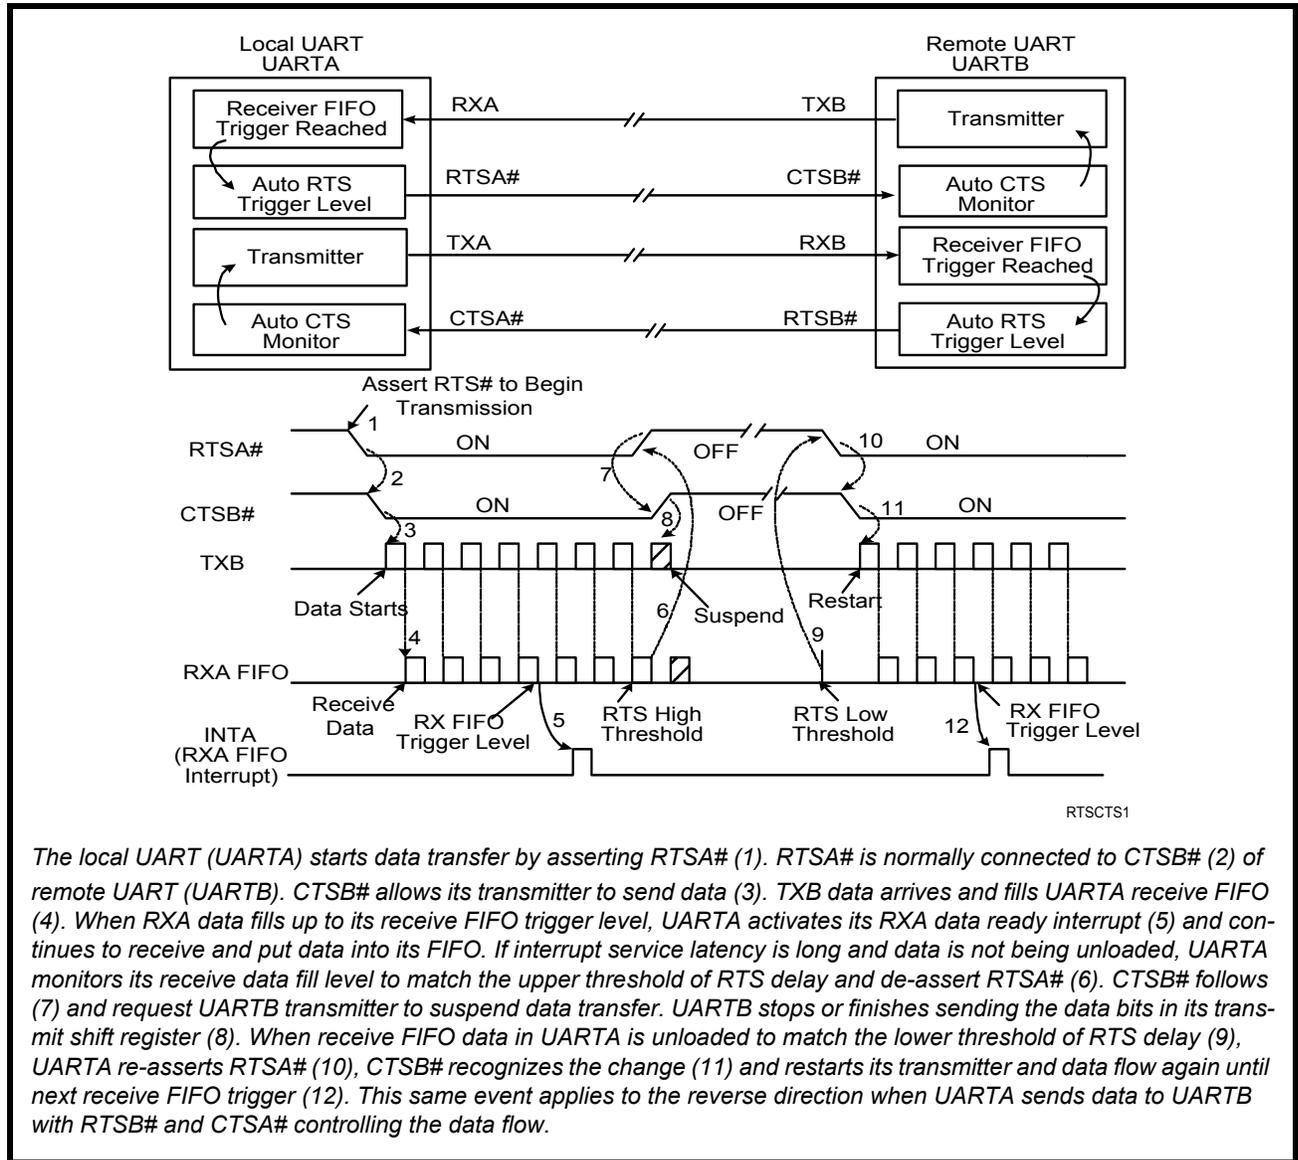 Local UART
UARTA
Remote UART
UARTB
Receiver FIFO
Trigger Reached
RXA
TXB
Transmitter
Auto RTS
Trigger Level
RTSA#
CTSB#
Auto CTS
Monitor
Transmitter
TXA
RXB
Receiver FIFO
Trigger Reached
Auto CTS
Monitor
CTSA#
RTSB#
Auto RTS
Trigger Level
Assert RTS# to Begin
Transmission
RTSA#
1
ON
OFF
10
ON
2
7
CTSB#
ON
8
OFF
11
ON
3
TXB
Data Starts
Suspend
Restart
4
6
9
RXA FIFO
Receive
Data
RX FIFO
Trigger Level
5
RTS High
Threshold
RTS Low
Threshold
12
RX FIFO
Trigger Level
INTA
(RXA FIFO
Interrupt)
RTSCTS1
The local UART (UARTA) starts data transfer by asserting RTSA# (1). RTSA# is normally connected to CTSB# (2) of
remote UART (UARTB). CTSB# allows its transmitter to send data (3). TXB data arrives and fills UARTA receive FIFO
(4). When RXA data fills up to its receive FIFO trigger level, UARTA activates its RXA data ready interrupt (5) and con-
tinues to receive and put data into its FIFO. If interrupt service latency is long and data is not being unloaded, UARTA
monitors its receive data fill level to match the upper threshold of RTS delay and de-assert RTSA# (6). CTSB# follows
(7) and request UARTB transmitter to suspend data transfer. UARTB stops or finishes sending the data bits in its trans-
mit shift register (8). When receive FIFO data in UARTA is unloaded to match the lower threshold of RTS delay (9),
UARTA re-asserts RTSA# (10), CTSB# recognizes the change (11) and restarts its transmitter and data flow again until
next receive FIFO trigger (12). This same event applies to the reverse direction when UARTA sends data to UARTB
with RTSB# and CTSA# controlling the data flow.